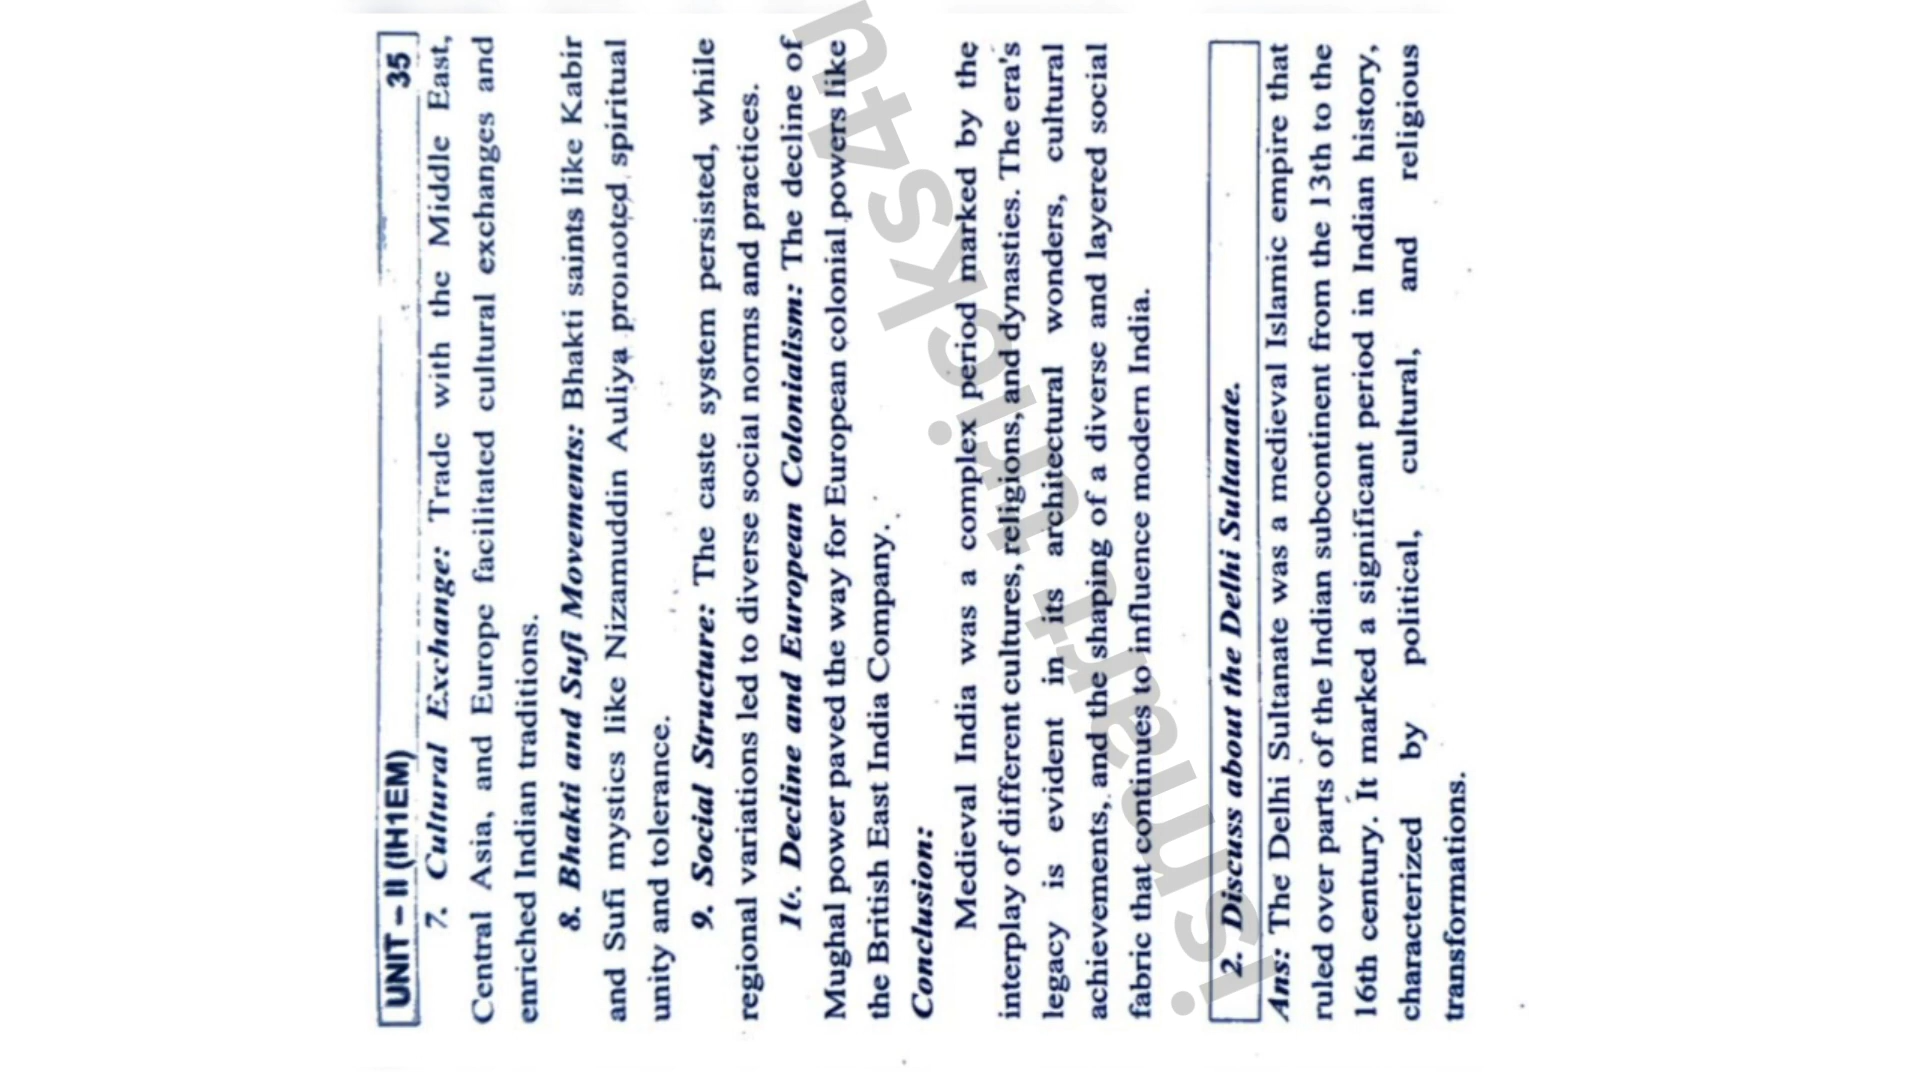 UNIT – II (IH1EM) 35
7. Cultural Exchange: Trade with the Middle East,
Central Asia, and Europe facilitated cultural exchanges and
enriched Indian traditions.
8. Bhakti and Sufi Movements: Bhakti saints like Kabir
and Sufi mystics like Nizamuddin Auliya promoted spiritual
unity and tolerance.
9. Social Structure: The caste system persisted, while
regional variations led to diverse social norms and practices.
10. Decline and European Colonialism: The decline of
Mughal power paved the way for European colonial powers like
the British East India Company.
Conclusion:
Medieval India was a complex period marked by the
interplay of different cultures, religions, and dynasties. The era's
legacy is evident in its architectural wonders, cultural
achievements, and the shaping of a diverse and layered social
fabric that continues to influence modern India.
2. Discuss about the Delhi Sultanate.
Ans: The Delhi Sultanate was a medieval Islamic empire that
ruled over parts of the Indian subcontinent from the 13th to the
16th century. It marked a significant period in Indian history,
characterized by political, cultural, and religious
transformations.